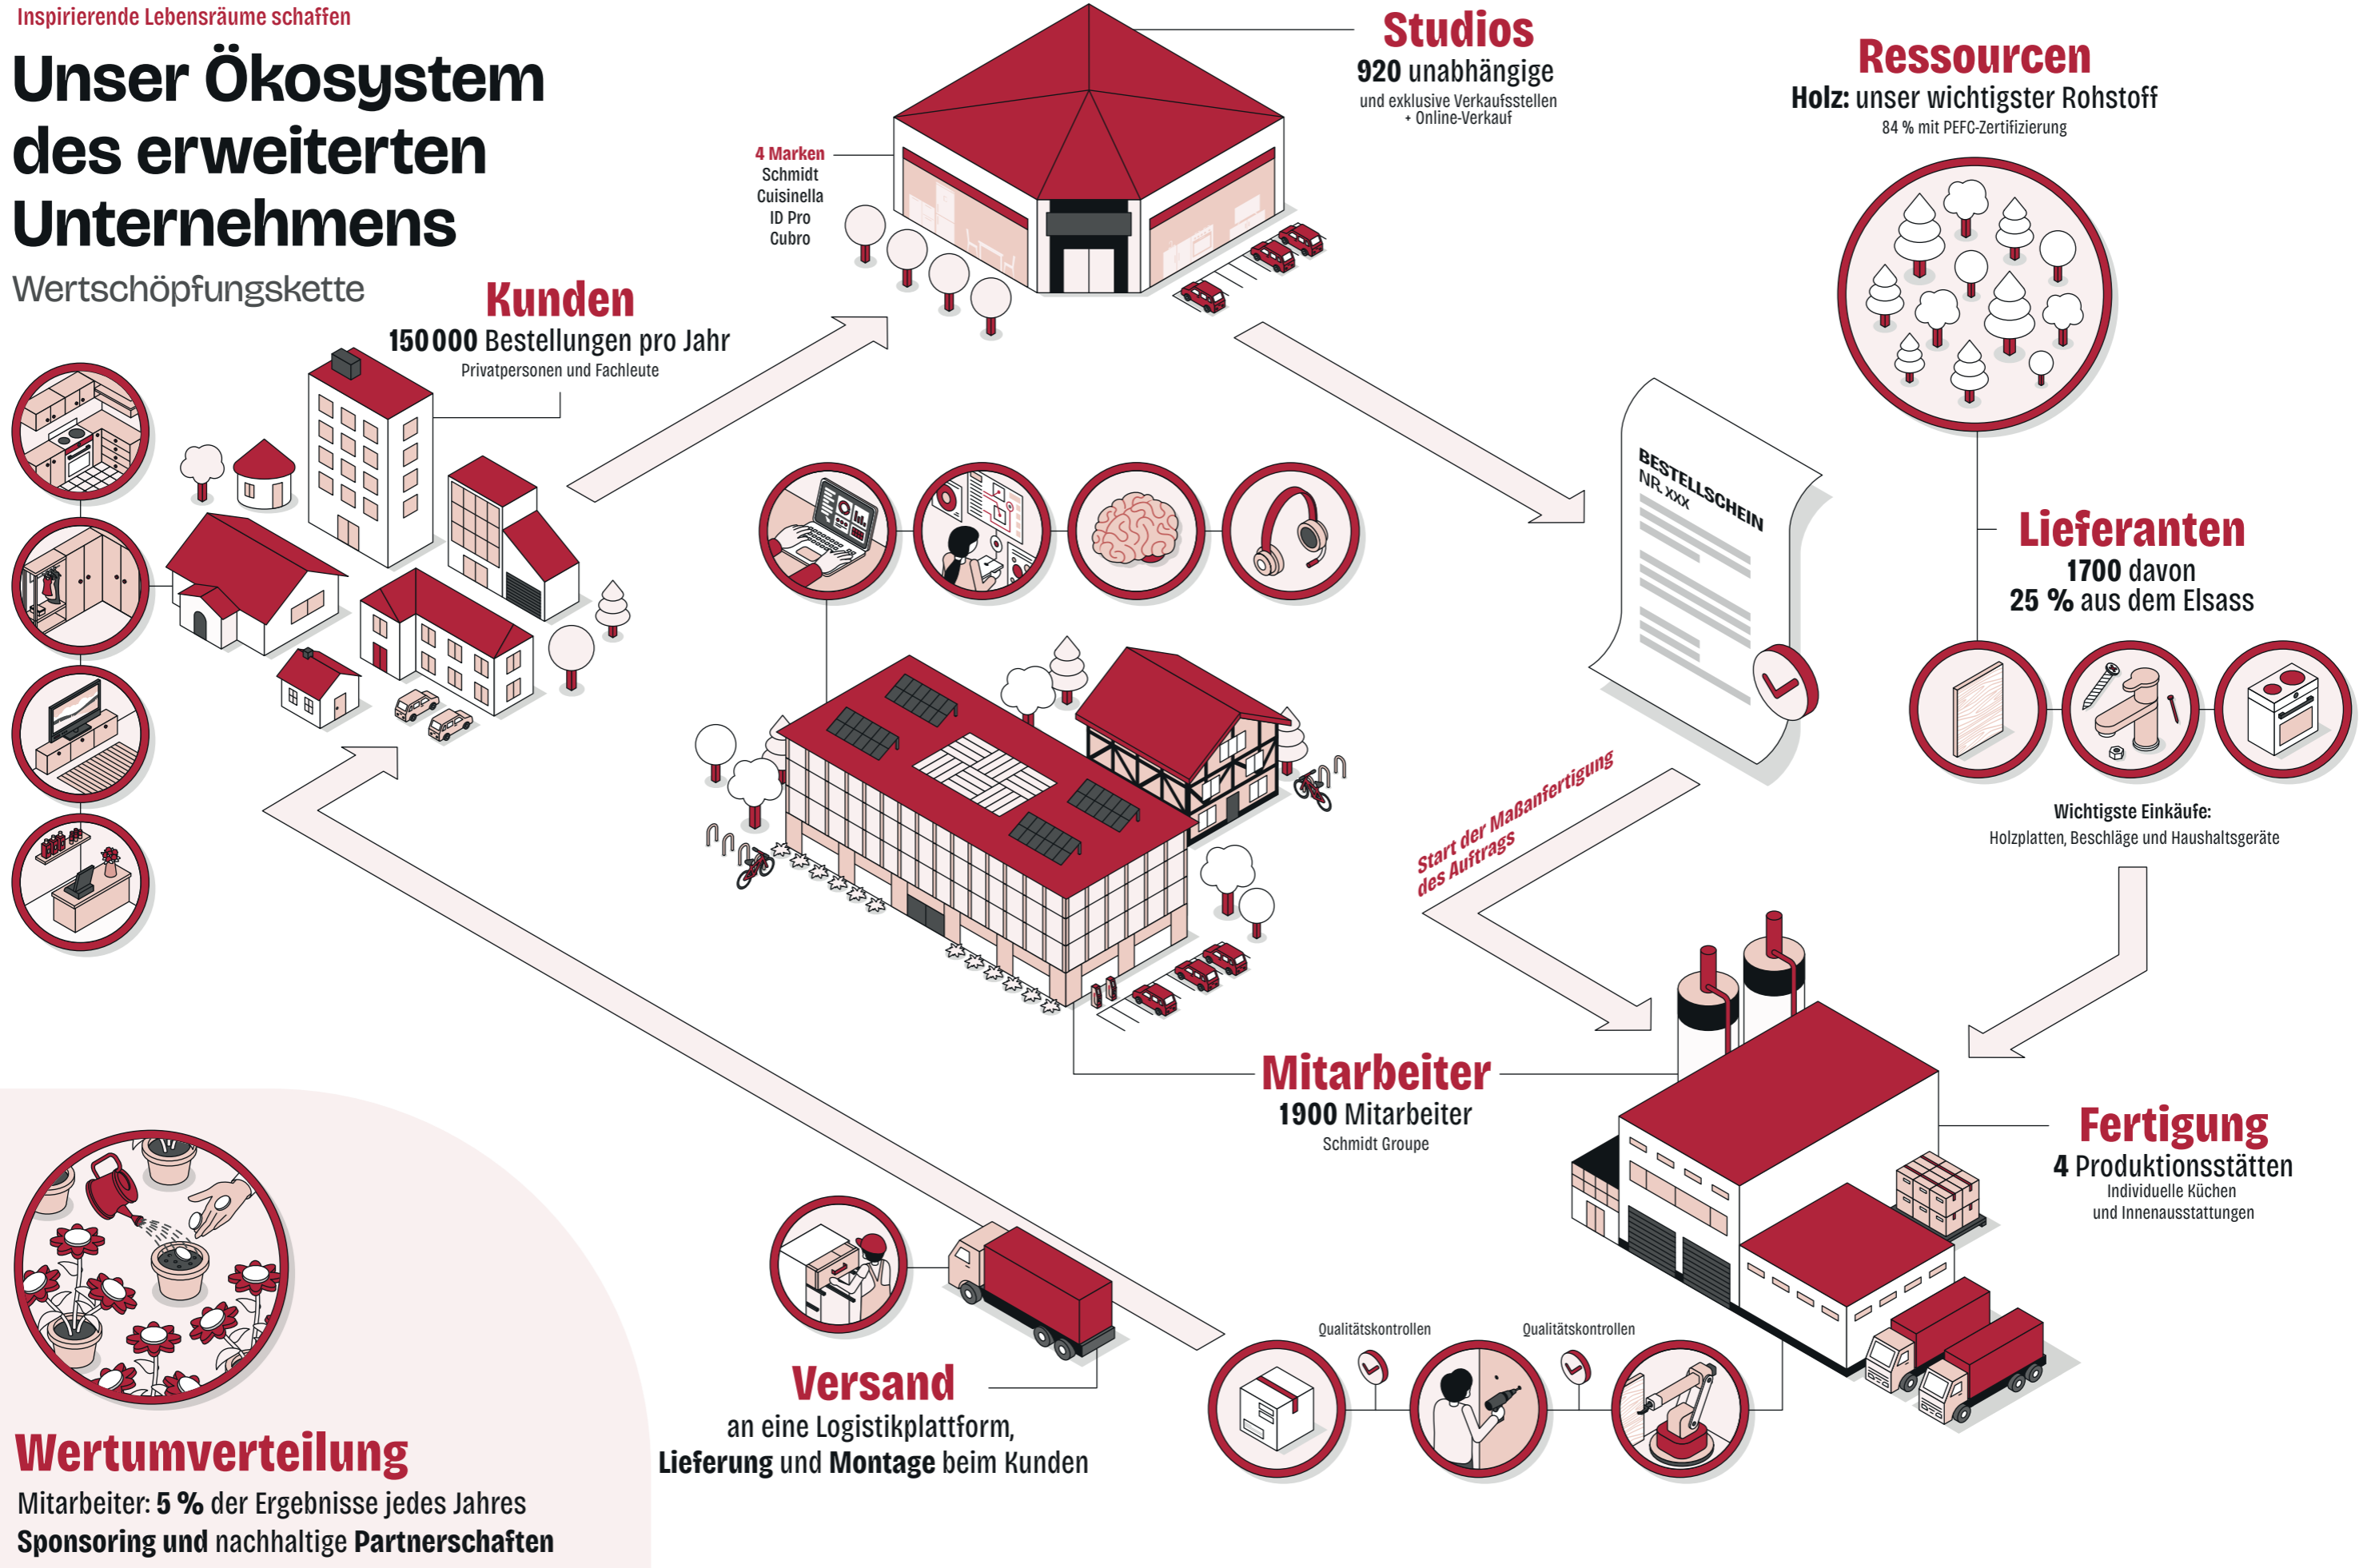 Inspirierende Lebensräume schaffen
Unser Ökosystem
des erweiterten
Unternehmens
Wertschöpfungskette
Kunden
150 000 Bestellungen pro Jahr
Privatpersonen und Fachleute
4 Marken
Schmidt
Cuisinella
ID Pro
Cubro
Studios
920 unabhängige
und exklusive Verkaufsstellen
+ Online-Verkauf
Ressourcen
Holz: unser wichtigster Rohstoff
84 % mit PEFC-Zertifizierung
BESTELLSCHEIN
NR. XXX
Lieferanten
1700 davon
25 % aus dem Elsass
Wichtigste Einkäufe:
Holzplatten, Beschläge und Haushaltsgeräte
Start der Maßanfertigung
des Auftrags
Mitarbeiter
1900 Mitarbeiter
Schmidt Groupe
Fertigung
4 Produktionsstätten
Individuelle Küchen
und Innenausstattungen
Qualitätskontrollen
Qualitätskontrollen
Versand
an eine Logistikplattform,
Lieferung und Montage beim Kunden
Wertumverteilung
Mitarbeiter: 5 % der Ergebnisse jedes Jahres
Sponsoring und nachhaltige Partnerschaften